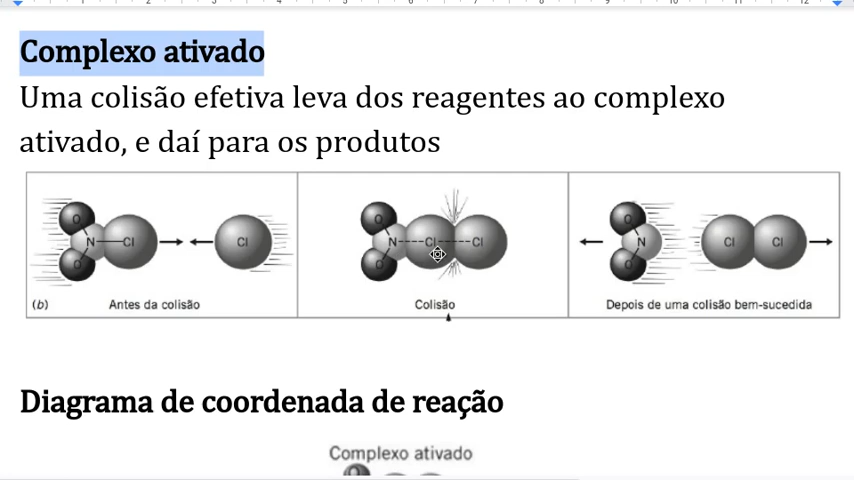 Complexo ativado
Uma colisão efetiva leva dos reagentes ao complexo
ativado, e daí para os produtos
O N Cl O Cl
O N Cl Cl O
O N Cl Cl O
(b) Antes da colisão Colisão Depois de uma colisão bem-sucedida
Diagrama de coordenada de reação
Complexo ativado